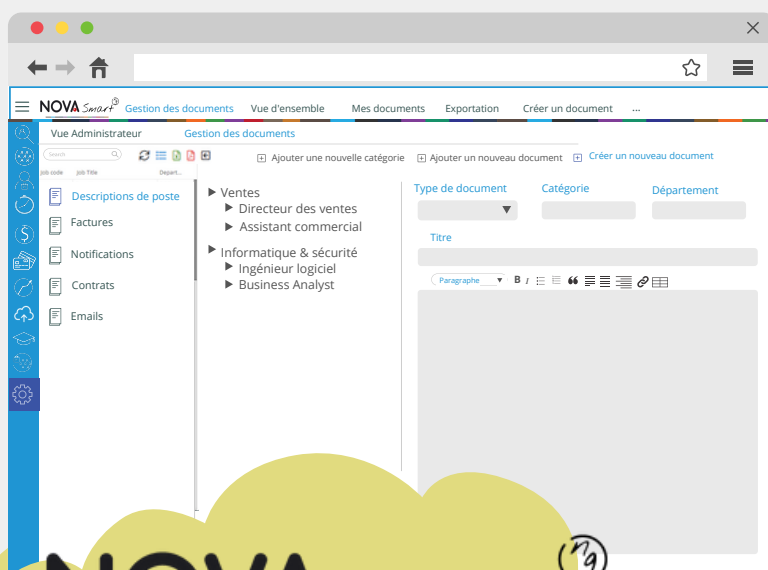 NOVA Smart Gestion des documents Vue d'ensemble Mes documents Exportation Créer un document ...
Vue Administrateur Gestion des documents
Search
Ajouter une nouvelle catégorie Ajouter un nouveau document Créer un nouveau document
Job code Job Title Depart...
Descriptions de poste
Factures
Notifications
Contrats
Emails
Ventes
Directeur des ventes
Assistant commercial
Informatique & sécurité
Ingénieur logiciel
Business Analyst
Type de document Catégorie Département
Titre
Paragraphe B I
NOVA
ng